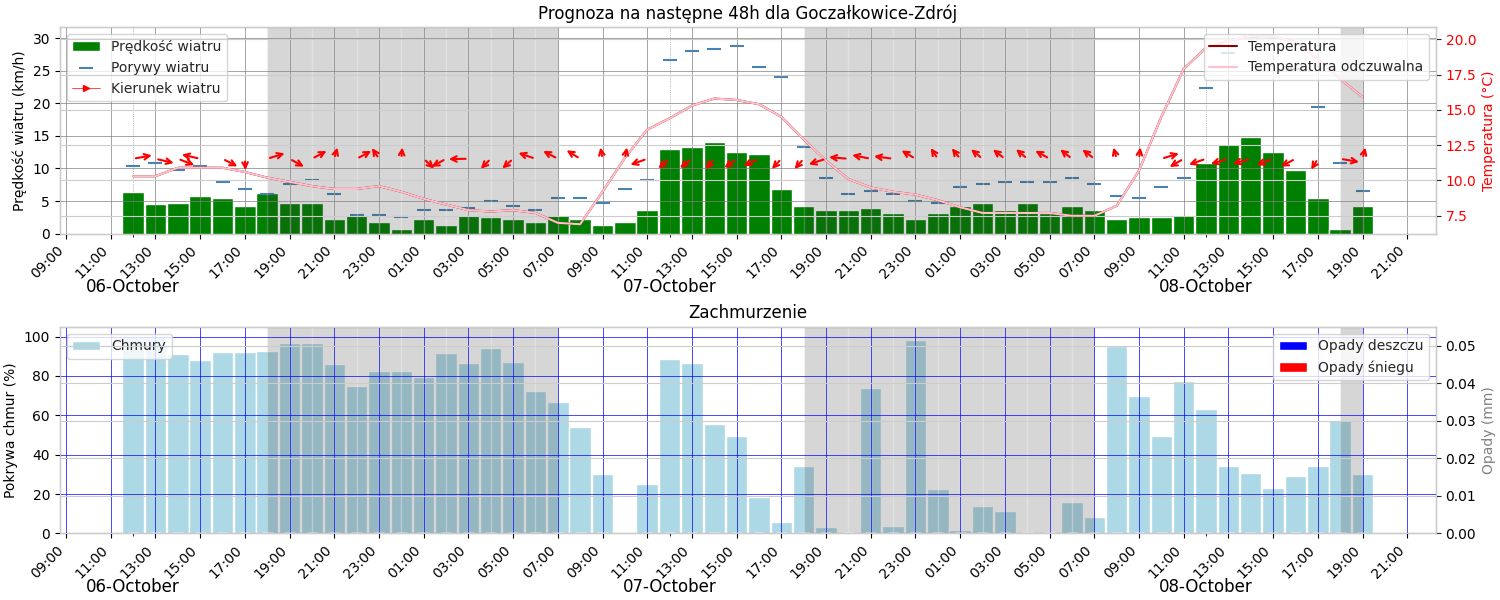 Prognoza na następne 48h dla Goczałkowice-Zdrój
Prędkość wiatru (km/h)
30
25
20
15
10
5
0
Prędkość wiatru
Porywy wiatru
Kierunek wiatru
Temperatura
Temperatura odczuwalna
20.0
17.5
15.0
12.5
10.0
7.5
Temperatura (°C)
09:00 11:00 13:00 15:00 17:00 19:00 21:00 23:00 01:00 03:00 05:00 07:00 09:00 11:00 13:00 15:00 17:00 19:00 21:00 23:00 01:00 03:00 05:00 07:00 09:00 11:00 13:00 15:00 17:00 19:00 21:00
06-October 07-October 08-October
Zachmurzenie
Pokrywa chmur (%)
100
80
60
40
20
0
Chmury
Opady deszczu
Opady śniegu
0.05
0.04
0.03
0.02
0.01
0.00
Opady (mm)
09:00 11:00 13:00 15:00 17:00 19:00 21:00 23:00 01:00 03:00 05:00 07:00 09:00 11:00 13:00 15:00 17:00 19:00 21:00 23:00 01:00 03:00 05:00 07:00 09:00 11:00 13:00 15:00 17:00 19:00 21:00
06-October 07-October 08-October